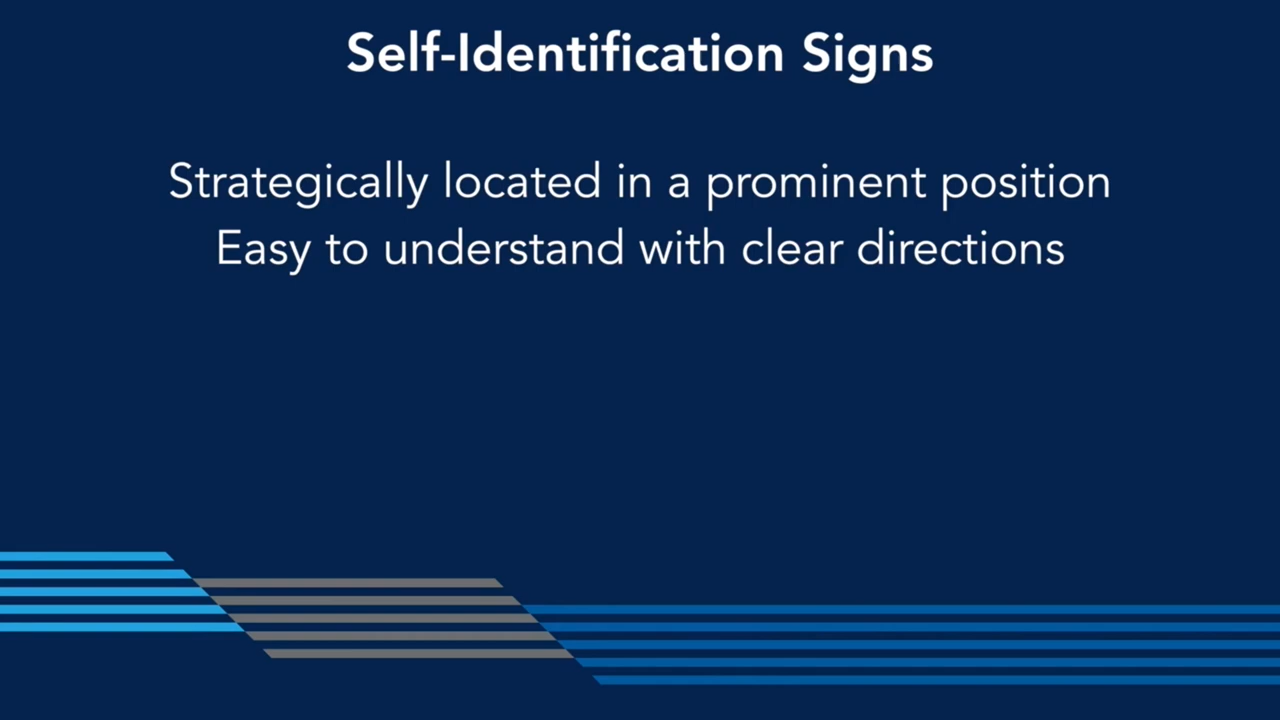 Self-Identification Signs
Strategically located in a prominent position
Easy to understand with clear directions